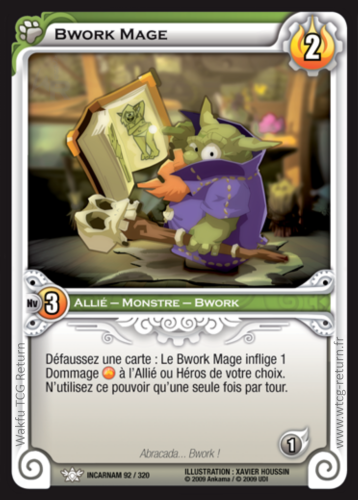 Bwork Mage
2
Nv 3 Allié – Monstre – Bwork
Défaussez une carte : Le Bwork Mage inflige 1
Dommage à l'Allié ou Héros de votre choix.
N'utilisez ce pouvoir qu'une seule fois par tour.
1
Abracada... Bwork !
INCARNAM 92 / 320
ILLUSTRATION : XAVIER HOUSSIN
© 2009 Ankama / © 2009 UDI
Wakfu TCG Return
www.wtcg-return.fr